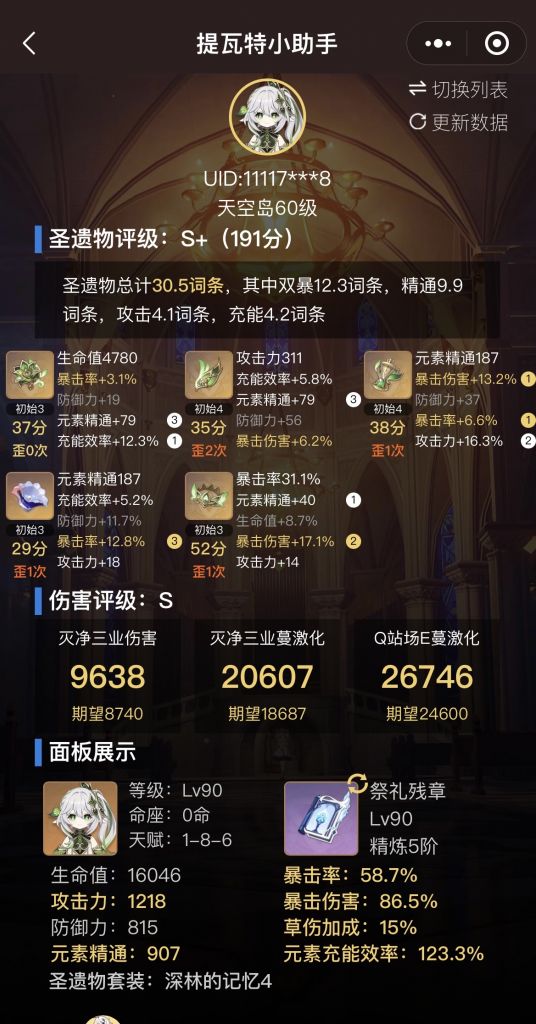 提瓦特小助手
切换列表
更新数据
UID:11117***8
天空岛60级
圣遗物评级：S+（191分）
圣遗物总计30.5词条，其中双暴12.3词条，精通9.9
词条，攻击4.1词条，充能4.2词条
生命值4780
暴击率+3.1%
防御力+19
元素精通+79 3
充能效率+12.3% 1
初始3
37分
歪0次
攻击力311
充能效率+5.8%
元素精通+79 3
防御力+56
暴击伤害+6.2%
初始4
35分
歪2次
元素精通187
暴击伤害+13.2% 1
防御力+37
暴击率+6.6% 1
攻击力+16.3% 2
初始4
38分
歪1次
元素精通187
充能效率+5.2%
防御力+11.7%
暴击率+12.8% 3
攻击力+18
初始3
29分
歪1次
暴击率31.1%
元素精通+40 1
生命值+8.7%
暴击伤害+17.1% 2
攻击力+14
初始3
52分
歪1次
伤害评级：S
灭净三业伤害
9638
期望8740
灭净三业蔓激化
20607
期望18687
Q站场E蔓激化
26746
期望24600
面板展示
等级：Lv90
命座：0命
天赋：1-8-6
祭礼残章
Lv90
精炼5阶
生命值：16046
攻击力：1218
防御力：815
元素精通：907
暴击率：58.7%
暴击伤害：86.5%
草伤加成：15%
元素充能效率：123.3%
圣遗物套装：深林的记忆4